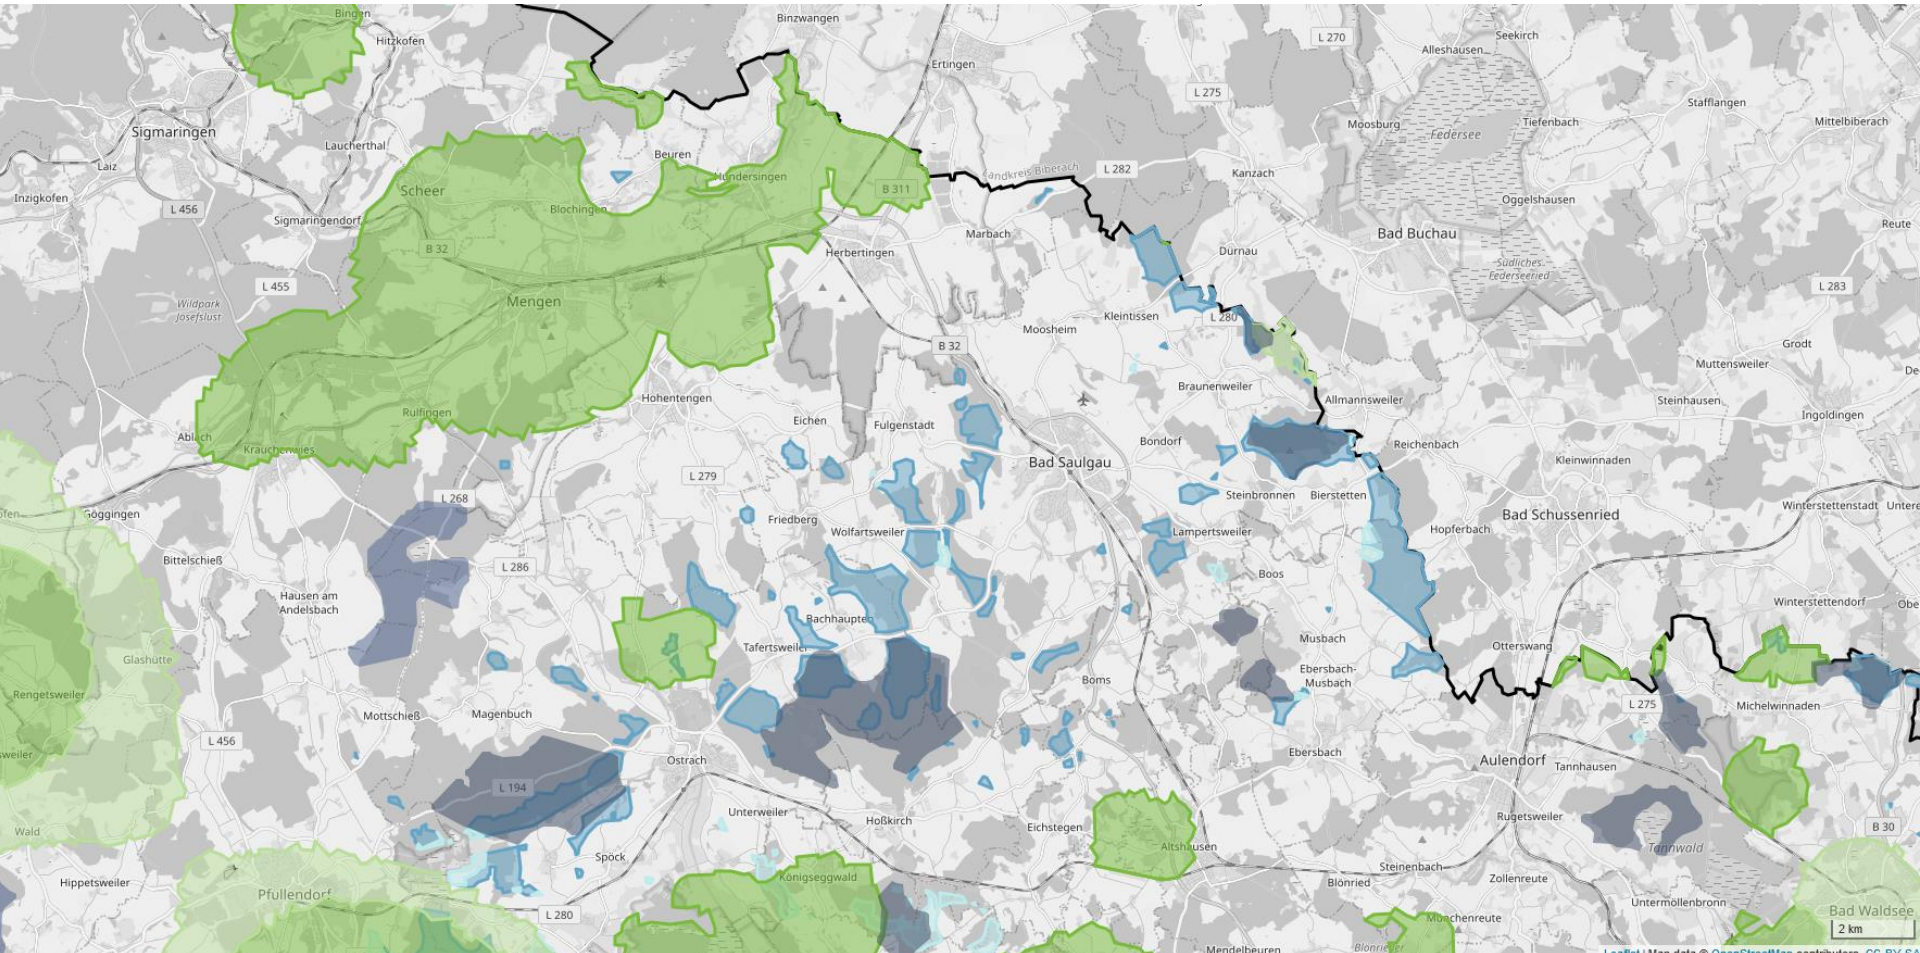 Bingen
Binzwangen
Hitzkofen
L 270
Seekirch
Alleshausen
Ertingen
L 275
Stafflangen
Sigmaringen
Moosburg
Federsee
Tiefenbach
Mittelbiberach
Laucherthal
Beuren
Laiz
Landkreis Biberach
L 282
Kanzach
Hundersingen
Scheer
B 311
Inzigkofen
L 456
Blochingen
Oggelshausen
Sigmaringendorf
Reute
Marbach
Bad Buchau
B 32
Herbertingen
Dürnau
Südliches
Federseeried
L 455
L 283
Wildpark
Josefslust
Mengen
Kleintissen
L 280
Moosheim
B 32
Grodt
Muttensweiler
Braunenweiler
Hohentengen
Allmannsweiler
Steinhausen
Rulfingen
Eichen
Fulgenstadt
Ingoldingen
Ablach
Krauchenwies
Bondorf
Reichenbach
Bad Saulgau
Kleinwinnaden
L 279
L 268
Steinbronnen
Bierstetten
Göggingen
Friedberg
Bad Schussenried
Winterstettenstadt
Wolfartsweiler
Lampertsweiler
Hopferbach
Bittelschieß
L 286
Boos
Hausen am
Andelsbach
Winterstettendorf
Bachhaupten
Musbach
Tafertsweiler
Otterswang
Glashütte
Ebersbach-
Musbach
Boms
Rengetsweiler
L 275
Michelwinnaden
Mottschieß
Magenbuch
L 456
Ebersbach
Ostrach
Aulendorf
Tannhausen
L 194
Unterweiler
Hoßkirch
Rugetsweiler
Eichstegen
B 30
Wald
Altshausen
Tannwald
Spöck
Steinenbach
Königseggwald
Zollenreute
Hippetsweiler
Blönried
Pfullendorf
Untermöllenbronn
L 280
Münchenreute
Bad Waldsee
2 km
Mendelbeuren
Blönrieder